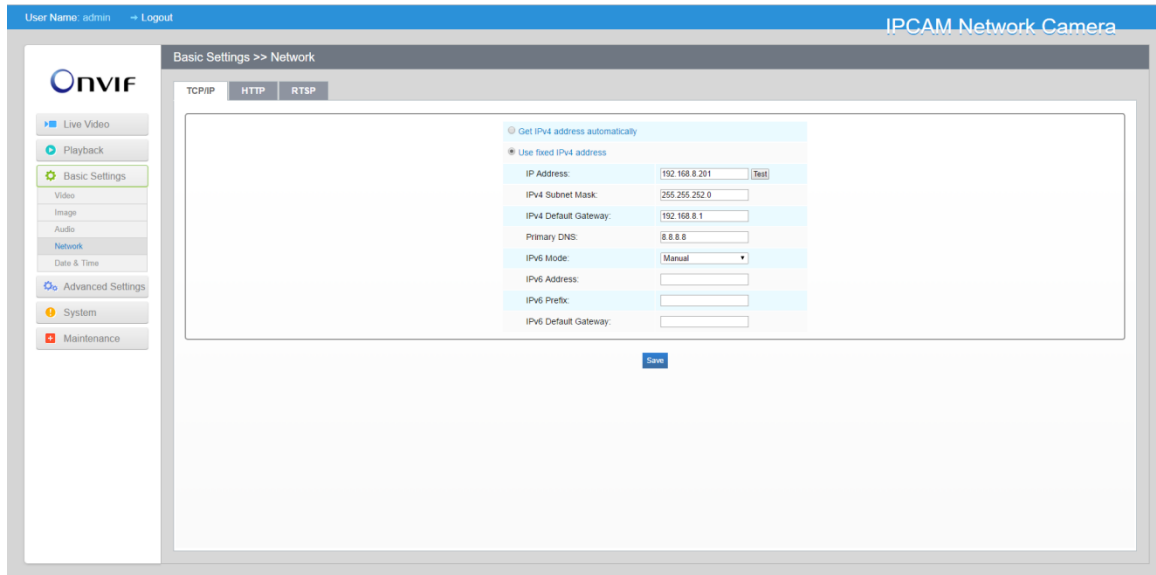 User Name: admin → Logout
IPCAM Network Camera
ONVIF
Basic Settings >> Network
TCP/IP HTTP RTSP
Live Video
Playback
Basic Settings
Video
Image
Audio
Network
Date & Time
Advanced Settings
System
Maintenance
Get IPv4 address automatically
Use fixed IPv4 address
IP Address: 192.168.8.201 Test
IPv4 Subnet Mask: 255.255.252.0
IPv4 Default Gateway: 192.168.8.1
Primary DNS: 8.8.8.8
IPv6 Mode: Manual
IPv6 Address:
IPv6 Prefix:
IPv6 Default Gateway:
Save